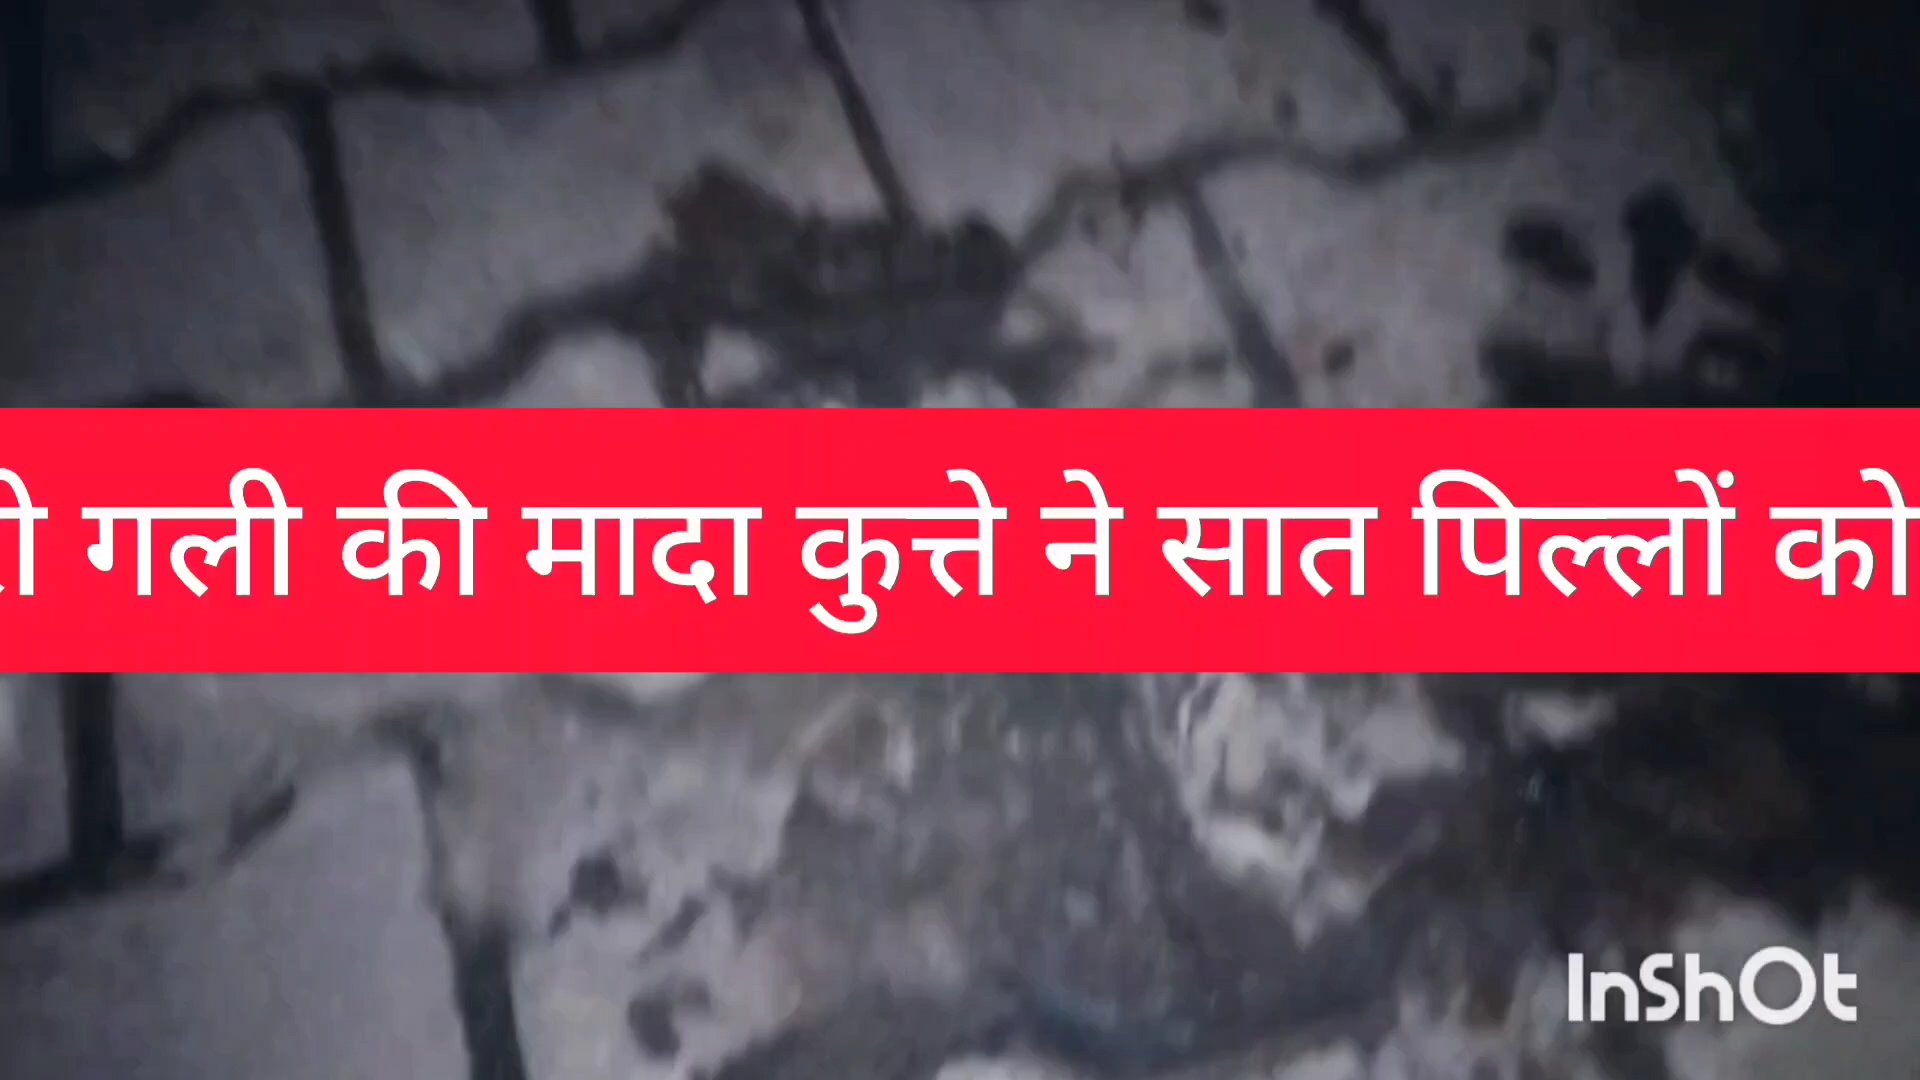 गली की मादा कुत्ते ने सात पिल्लों को
InShOt